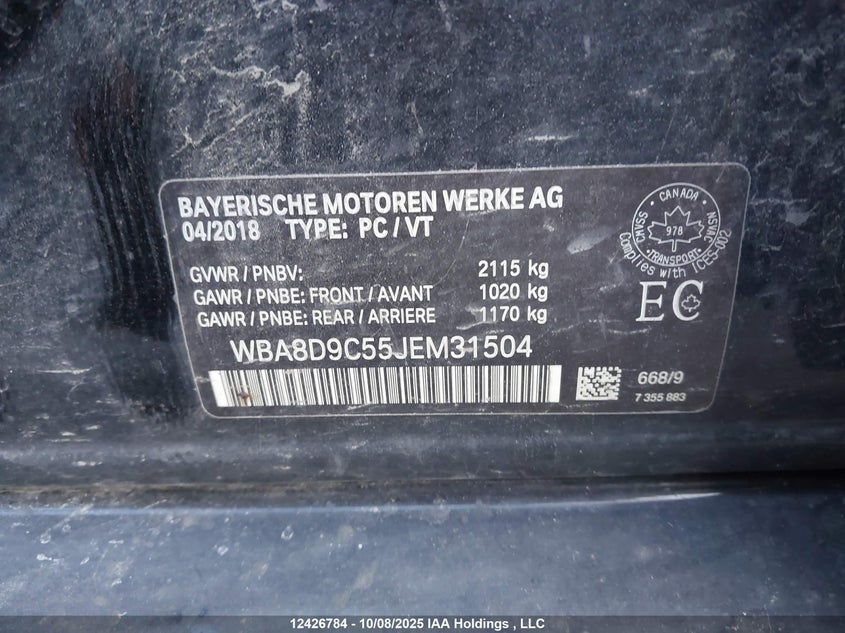 BAYERISCHE MOTOREN WERKE AG
04/2018 TYPE: PC / VT
GVWR / PNBV: 2115 kg
GAWR / PNBE: FRONT / AVANT 1020 kg
GAWR / PNBE: REAR / ARRIERE 1170 kg
WBA8D9C55JEM31504
CANADA
CMVSS
NSVAC
978
TRANSPORT
Complies with ICES-002
EC
668/9
7 355 883
12426784 - 10/08/2025 IAA Holdings , LLC